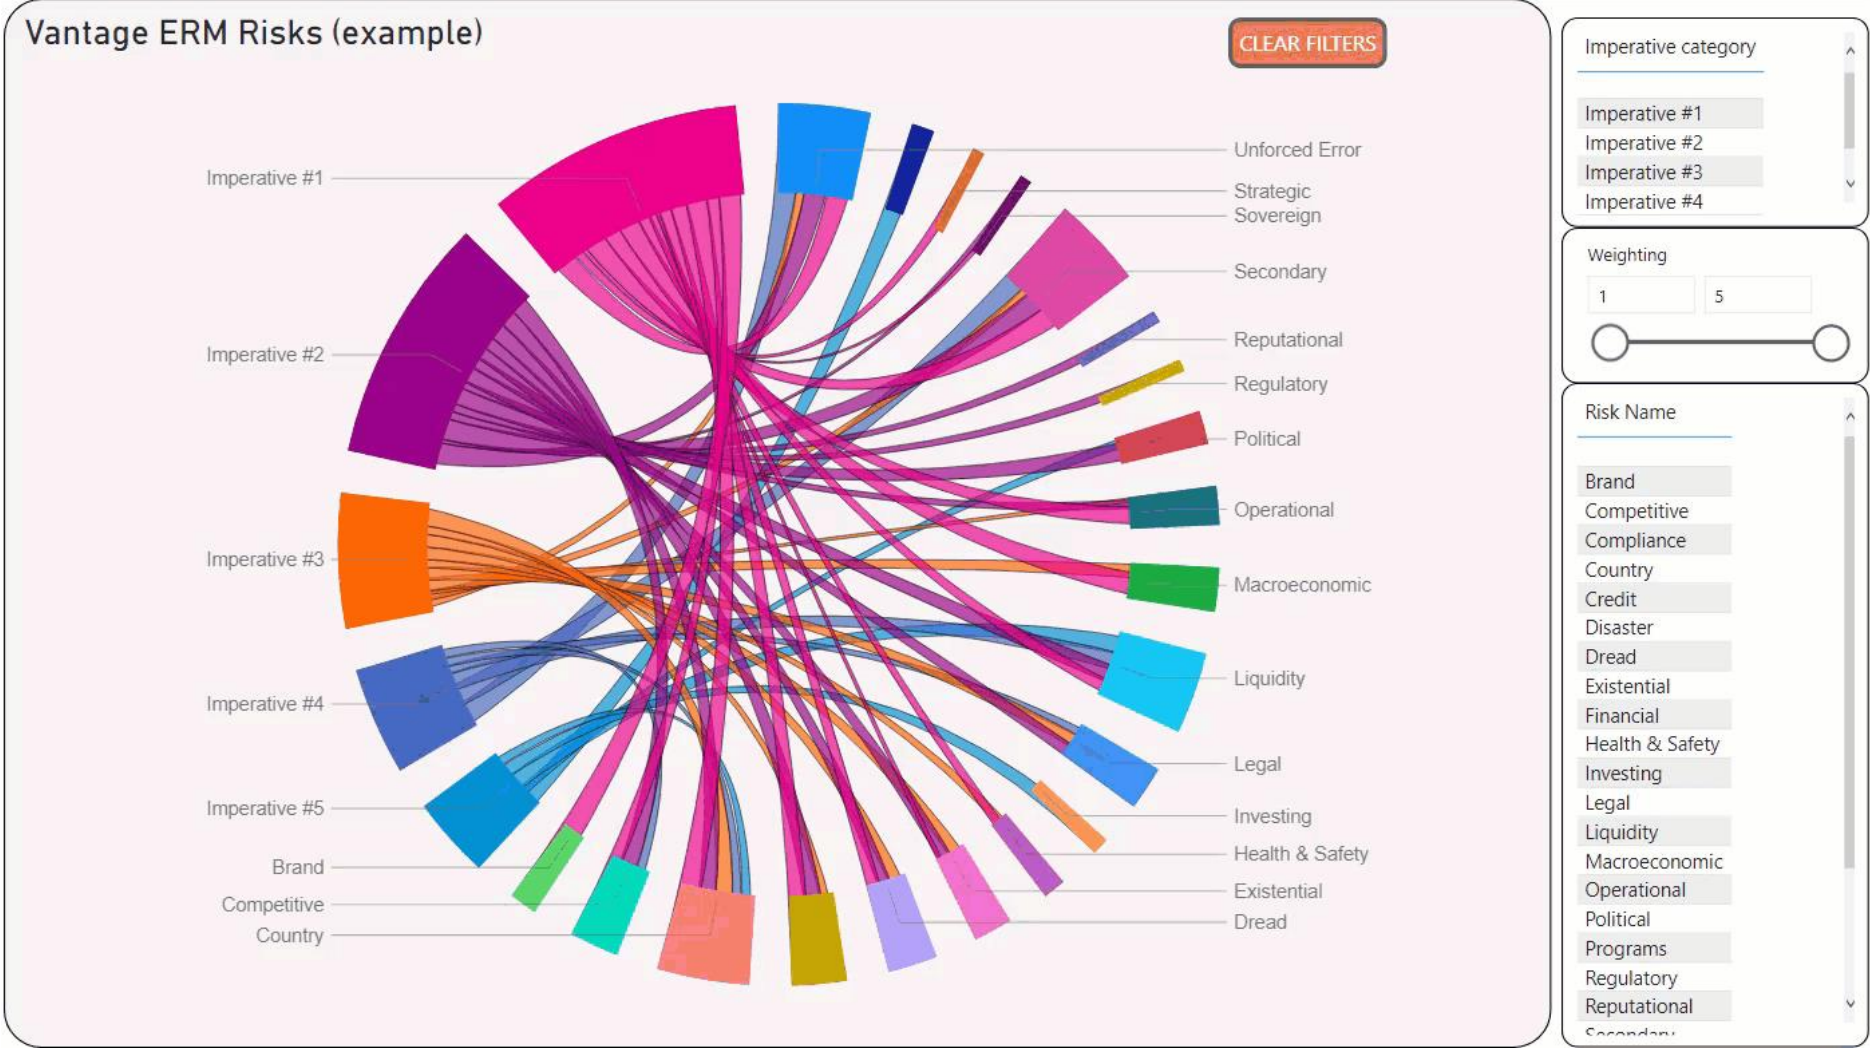 Vantage ERM Risks (example)
CLEAR FILTERS
Imperative #1
Imperative #2
Imperative #3
Imperative #4
Imperative #5
Brand
Competitive
Country
Unforced Error
Strategic
Sovereign
Secondary
Reputational
Regulatory
Political
Operational
Macroeconomic
Liquidity
Legal
Investing
Health & Safety
Existential
Dread
Imperative category
Imperative #1
Imperative #2
Imperative #3
Imperative #4
Weighting
1 5
Risk Name
Brand
Competitive
Compliance
Country
Credit
Disaster
Dread
Existential
Financial
Health & Safety
Investing
Legal
Liquidity
Macroeconomic
Operational
Political
Programs
Regulatory
Reputational
Secondary